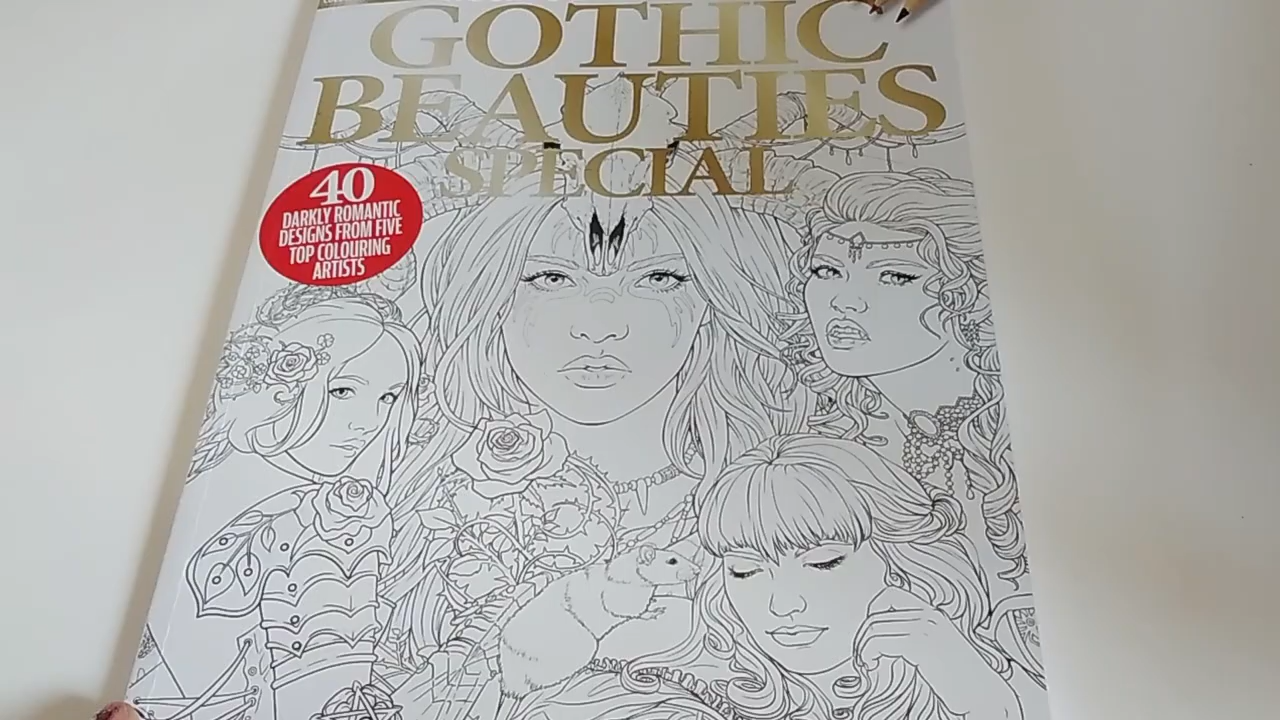 GOTHIC
BEAUTIES
SPECIAL
40
DARKLY ROMANTIC
DESIGNS FROM FIVE
TOP COLOURING
ARTISTS